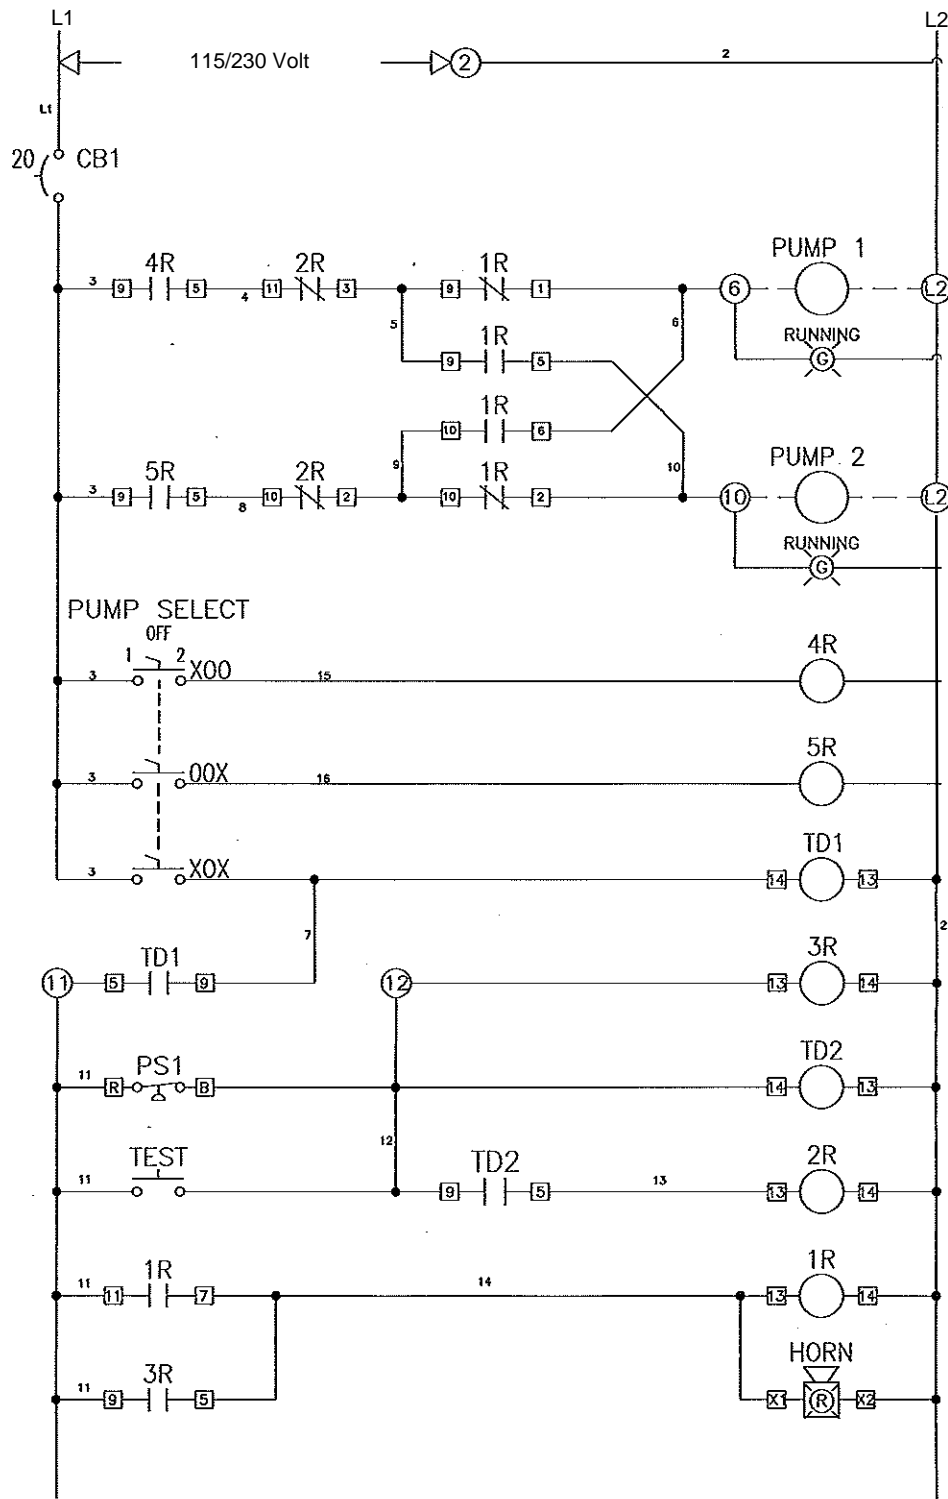 L1 L2
115/230 Volt 2 2
L1
20 CB1
4R 2R 1R PUMP 1
3 9 5 4 11 3 9 1 6 L2
5 6 RUNNING
1R
9 5 G
1R
10 6
5R 2R 9 1R 10 PUMP 2
3 9 5 8 10 2 10 2 10 L2
RUNNING
G
PUMP SELECT
OFF
1 2 X00 4R
3 15
5R
3 00X 16
TD1
3 X0X 14 13
7 2
TD1 3R
11 5 9 12 13 14
PS1 TD2
11 R B 14 13
12
TEST TD2 2R
11 9 5 13 13 14
1R 1R
11 11 7 14 13 14
3R HORN
11 9 5 X1 R X2